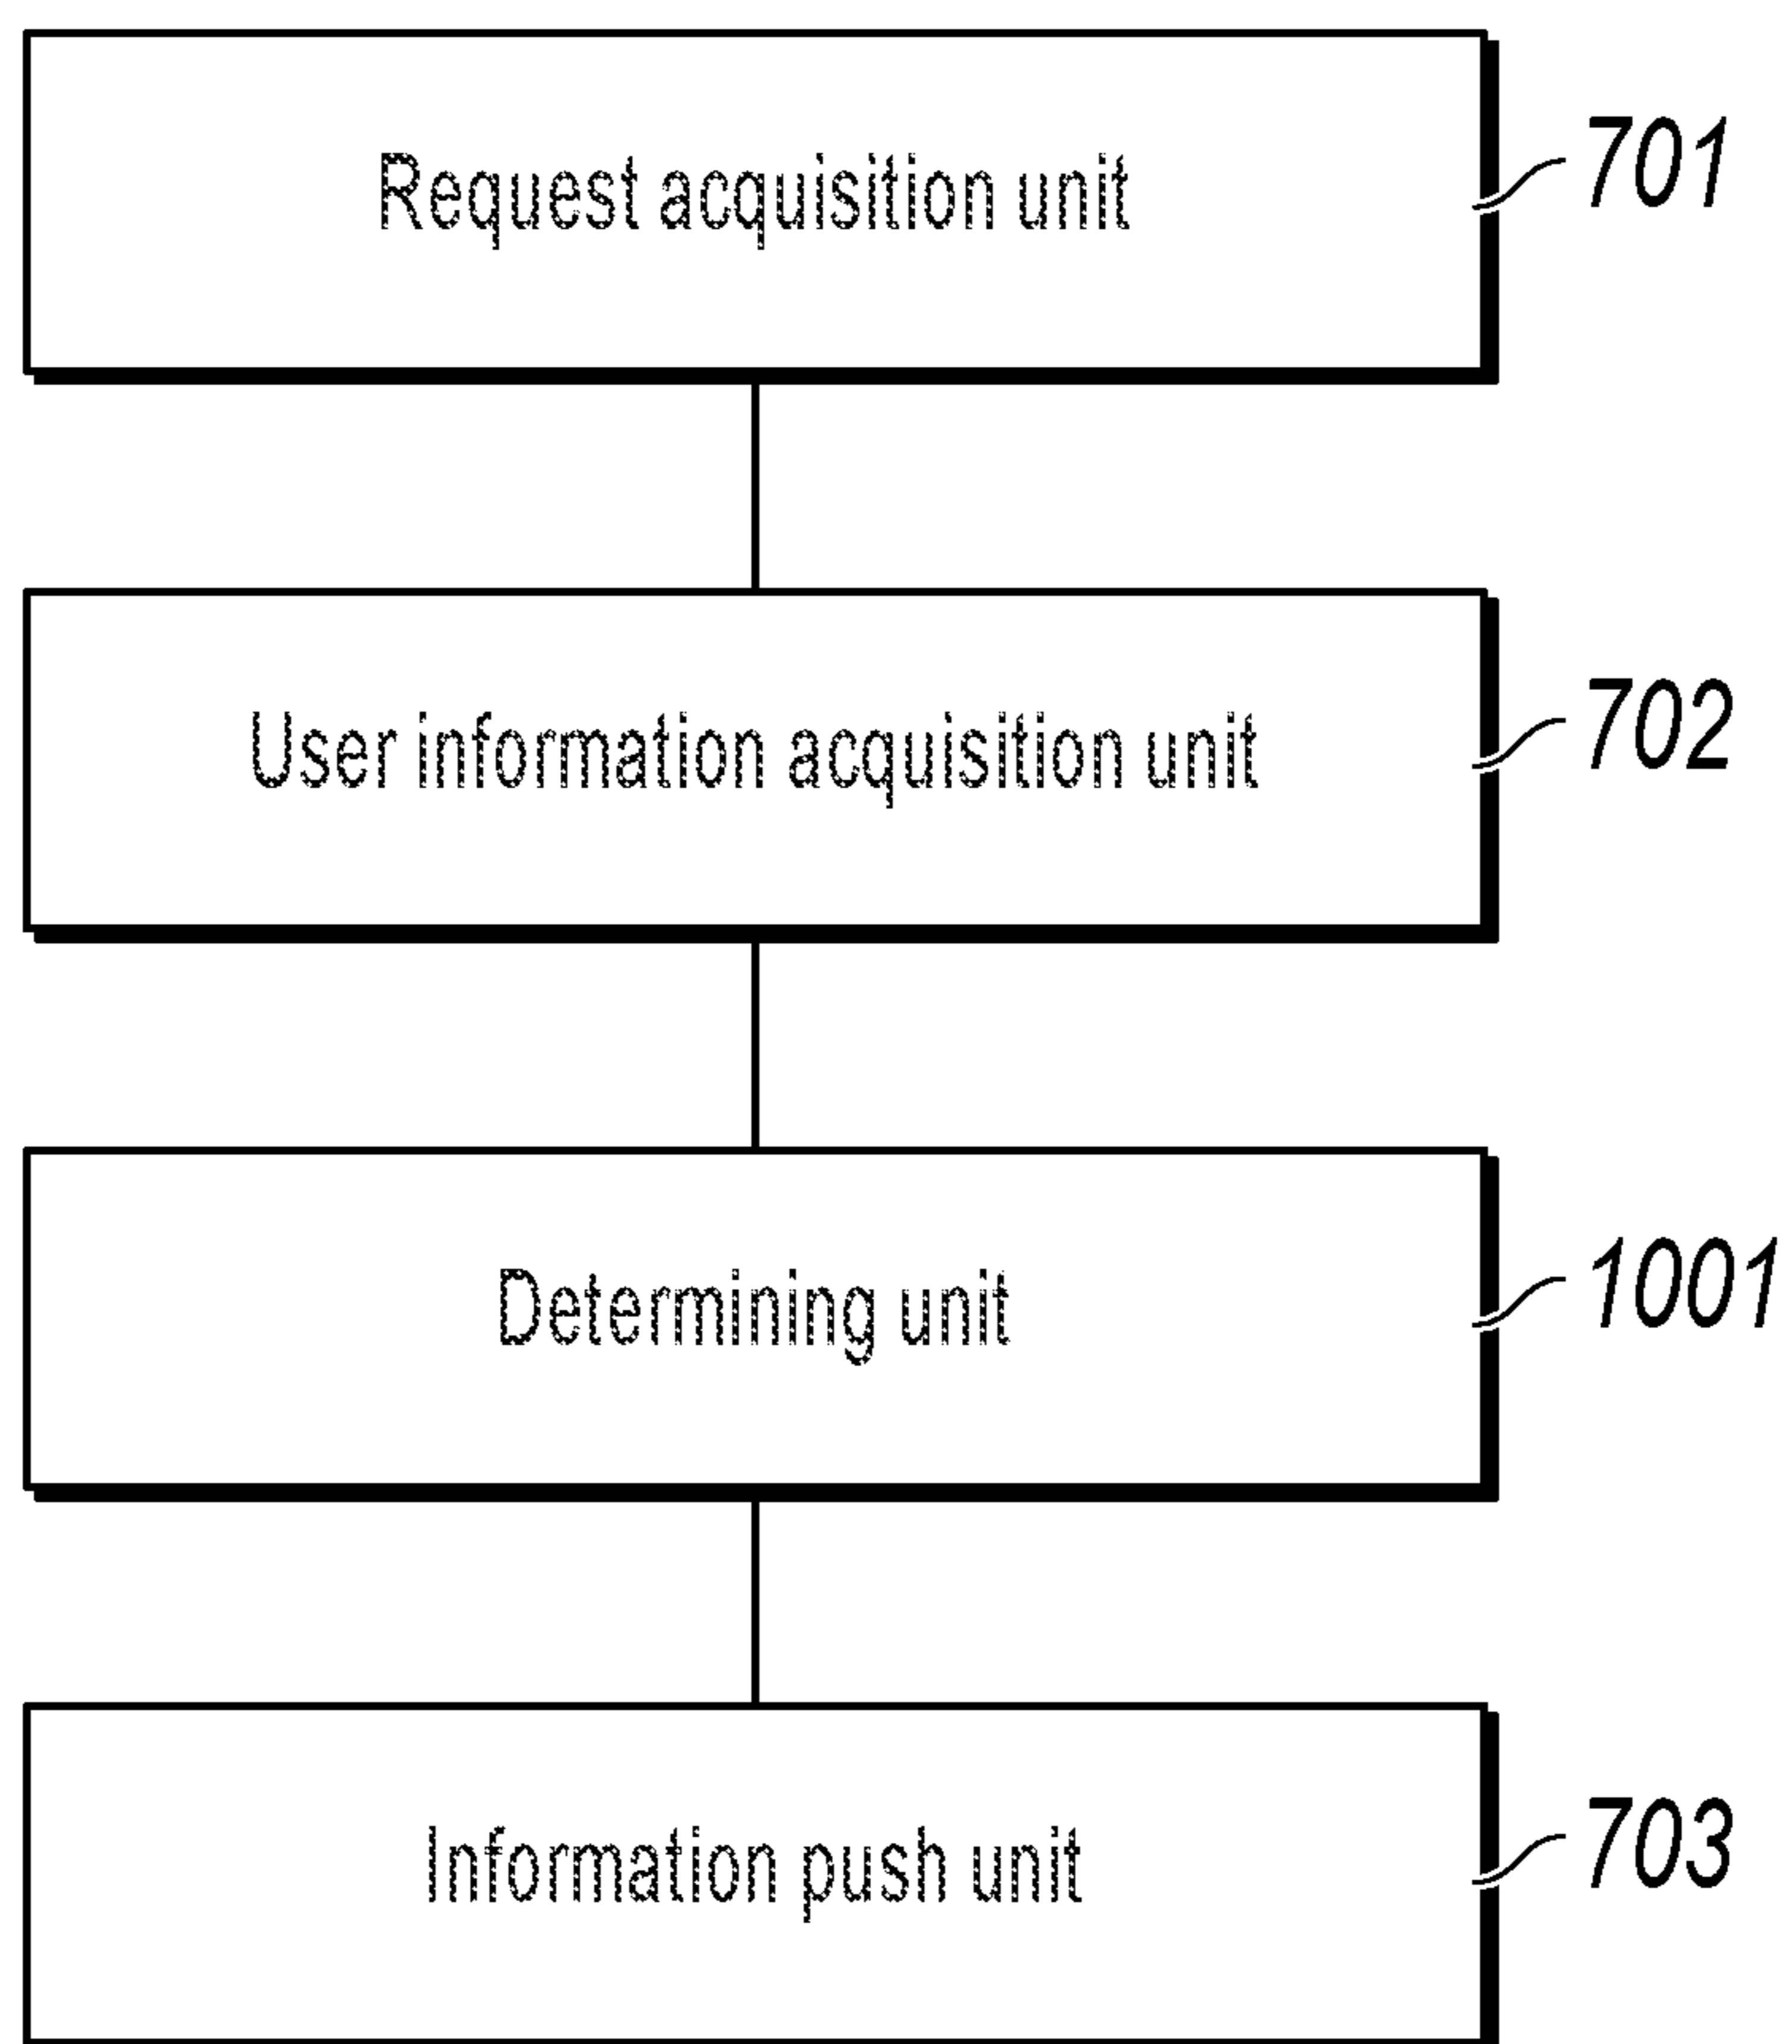 Request acquisition unit
701
User information acquisition unit
702
Determining unit
1001
Information push unit
703